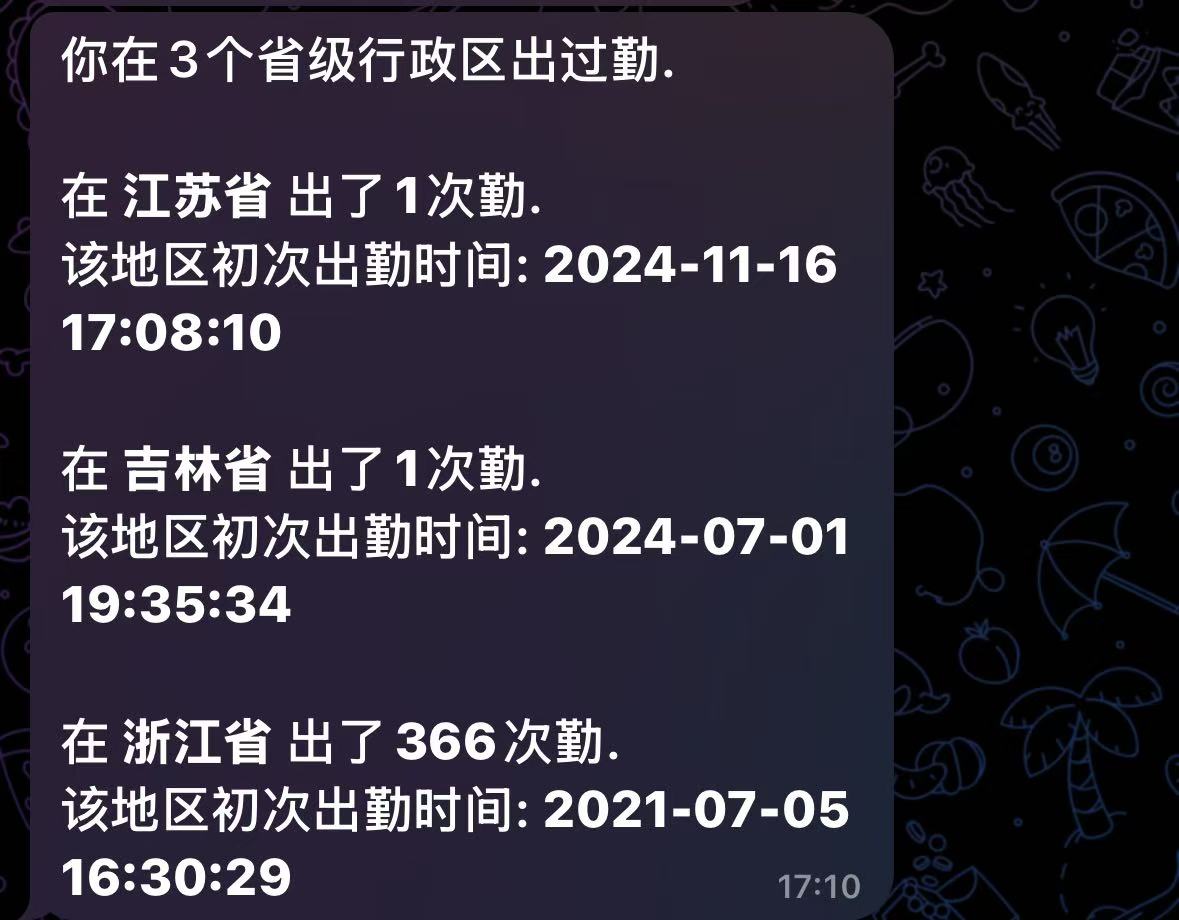 你在 3 个省级行政区出过勤.
在 江苏省 出了 1 次勤.
该地区初次出勤时间: 2024-11-16
17:08:10
在 吉林省 出了 1 次勤.
该地区初次出勤时间: 2024-07-01
19:35:34
在 浙江省 出了 366 次勤.
该地区初次出勤时间: 2021-07-05
16:30:29
17:10
8